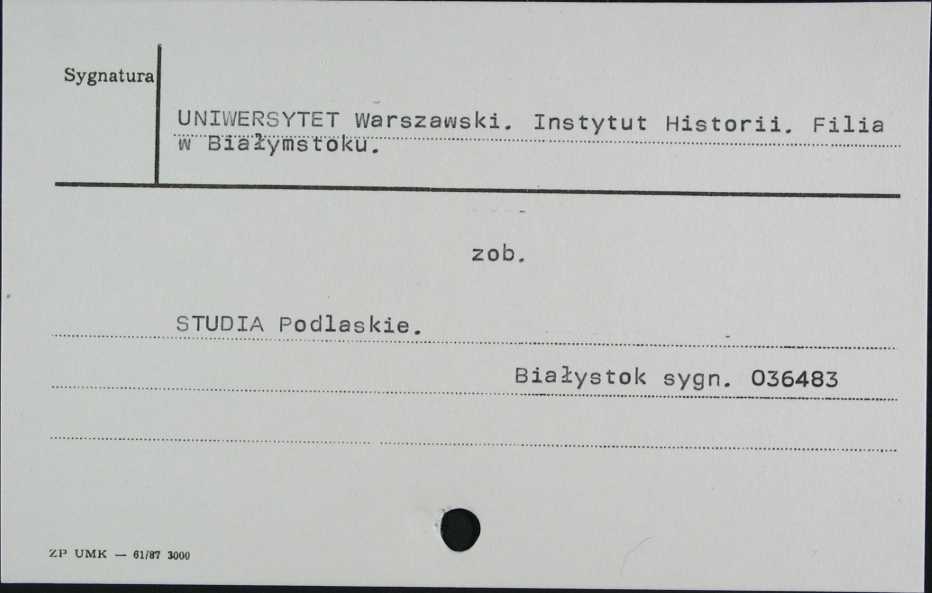 Sygnatura
UNIWERSYTET Warszawski. Instytut Historii. Filia
w Białymstoku.
zob.
STUDIA Podlaskie.
Białystok sygn. 036483
ZP UMK — 61/87 3000